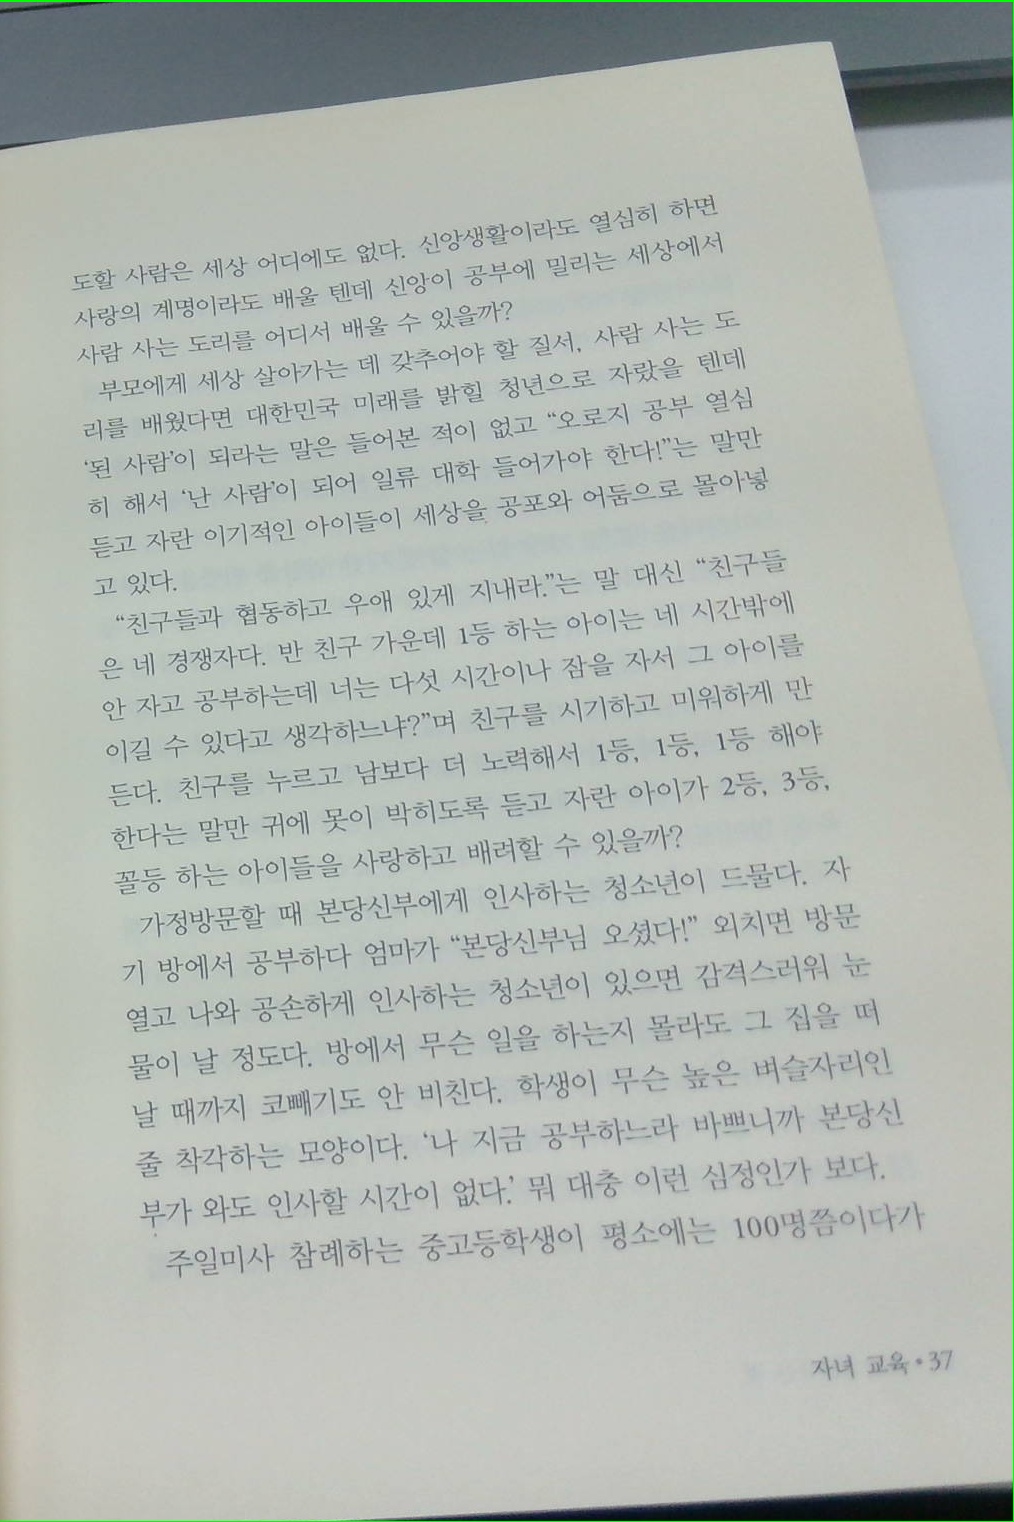 도할 사람은 세상 어디에도 없다. 신앙생활이라도 열심히 하면
사랑의 계명이라도 배울 텐데 신앙이 공부에 밀리는 세상에서
사람 사는 도리를 어디서 배울 수 있을까?
부모에게 세상 살아가는 데 갖추어야 할 질서, 사람 사는 도
리를 배웠다면 대한민국 미래를 밝힐 청년으로 자랐을 텐데
‘된 사람’이 되라는 말은 들어본 적이 없고 “오로지 공부 열심
히 해서 ‘난 사람’이 되어 일류 대학 들어가야 한다!”는 말만
듣고 자란 이기적인 아이들이 세상을 공포와 어둠으로 몰아넣
고 있다.
“친구들과 협동하고 우애 있게 지내라.”는 말 대신 “친구들
은 네 경쟁자다. 반 친구 가운데 1등 하는 아이는 네 시간밖에
안 자고 공부하는데 너는 다섯 시간이나 잠을 자서 그 아이를
이길 수 있다고 생각하느냐?”며 친구를 시기하고 미워하게 만
든다. 친구를 누르고 남보다 더 노력해서 1등, 1등, 1등 해야
한다는 말만 귀에 못이 박히도록 듣고 자란 아이가 2등, 3등,
꼴등 하는 아이들을 사랑하고 배려할 수 있을까?
가정방문할 때 본당신부에게 인사하는 청소년이 드물다. 자
기 방에서 공부하다 엄마가 “본당신부님 오셨다!” 외치면 방문
열고 나와 공손하게 인사하는 청소년이 있으면 감격스러워 눈
물이 날 정도다. 방에서 무슨 일을 하는지 몰라도 그 집을 떠
날 때까지 코빼기도 안 비친다. 학생이 무슨 높은 벼슬자리인
줄 착각하는 모양이다. ‘나 지금 공부하느라 바쁘니까 본당신
부가 와도 인사할 시간이 없다.’ 뭐 대충 이런 심정인가 보다.
주일미사 참례하는 중고등학생이 평소에는 100명쯤이다가
자녀 교육 • 37